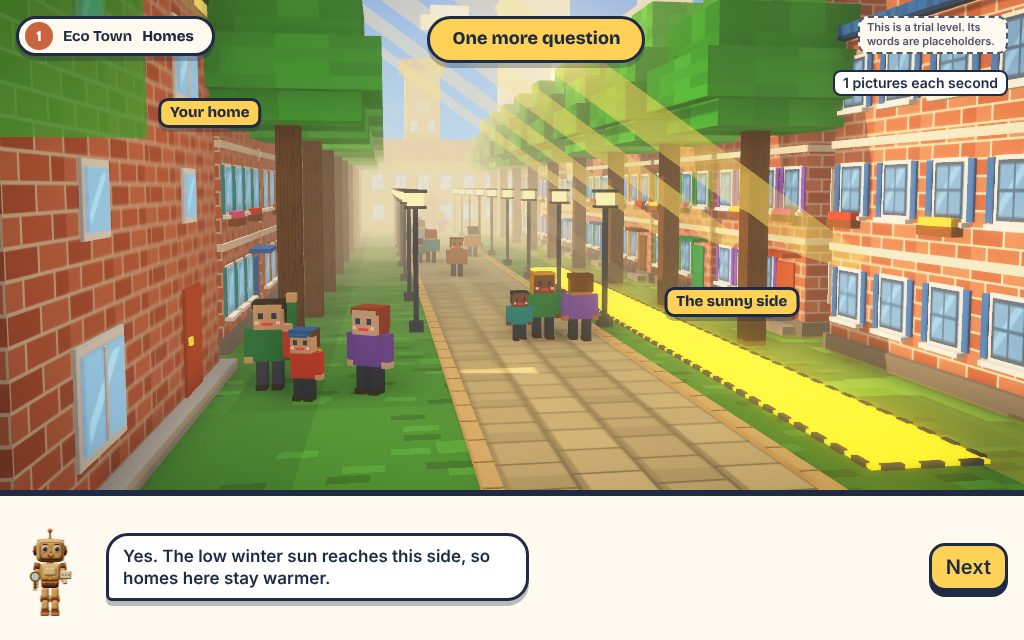 1 Eco Town Homes
One more question
This is a trial level. Its
words are placeholders.
1 pictures each second
Your home
The sunny side
Yes. The low winter sun reaches this side, so
homes here stay warmer.
Next